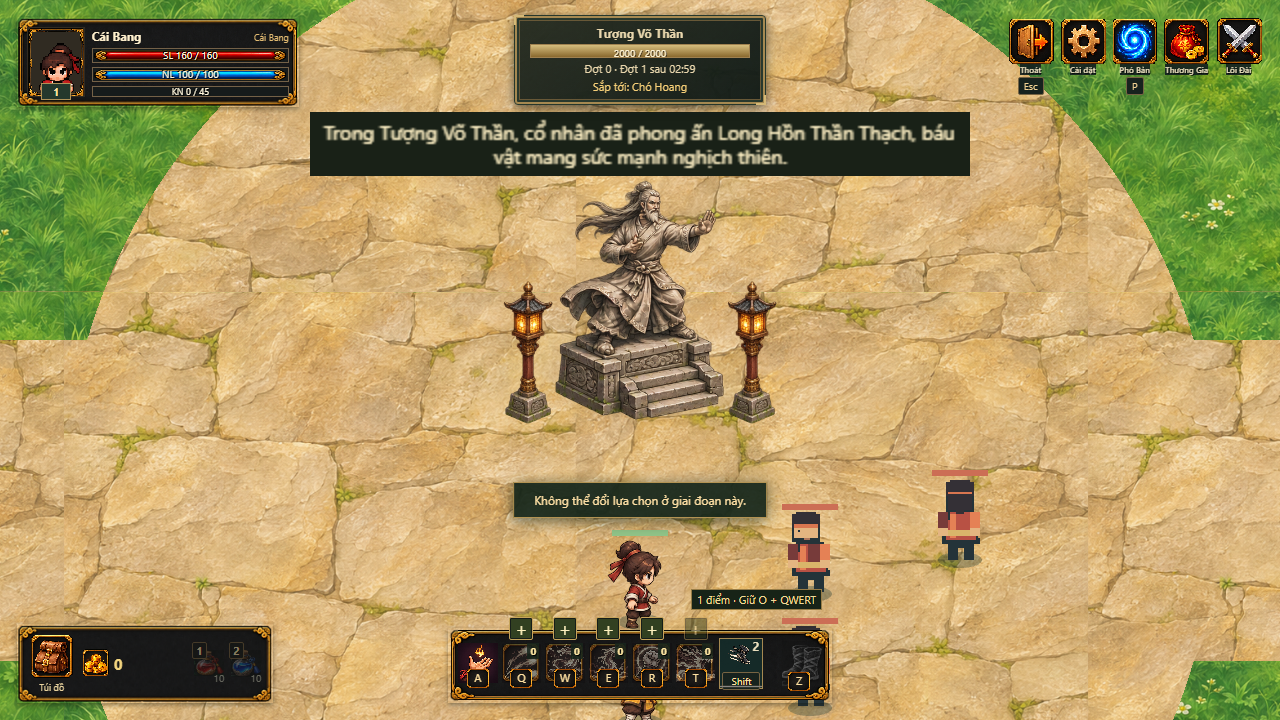 Cái Bang
Cái Bang
SL 160 / 160
NL 100 / 100
KN 0 / 45
1
Tượng Võ Thần
2000 / 2000
Đợt 0 · Đợt 1 sau 02:59
Sắp tới: Chó Hoang
Thoát
Cài đặt
Phó Bản
Thương Gia
Lôi Đài
Esc
P
Trong Tượng Võ Thần, cổ nhân đã phong ấn Long Hồn Thần Thạch, báu
vật mang sức mạnh nghịch thiên.
Không thể đổi lựa chọn ở giai đoạn này.
1 điểm · Giữ O + QWERT
+ + + + +
0 0 0 0 0 2
A Q W E R T Shift Z
Túi đồ
0
1 2
10 10